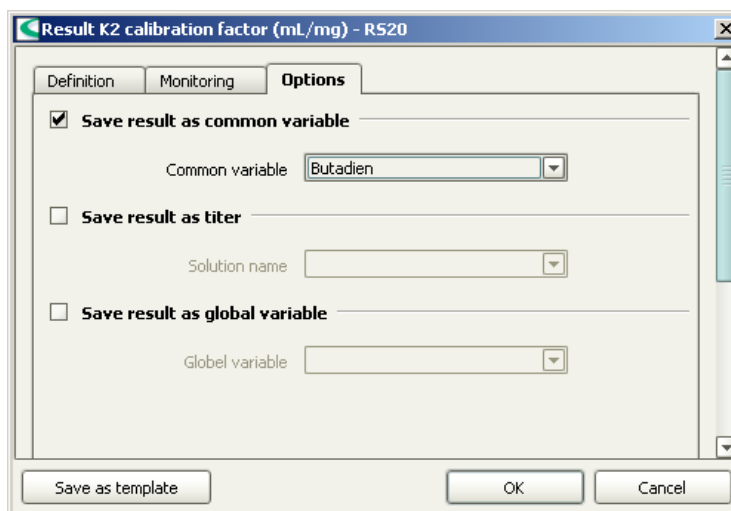 Result K2 calibration factor (mL/mg) - RS20
Definition Monitoring Options
Save result as common variable
Common variable Butadien
Save result as titer
Solution name
Save result as global variable
Globel variable
Save as template OK Cancel